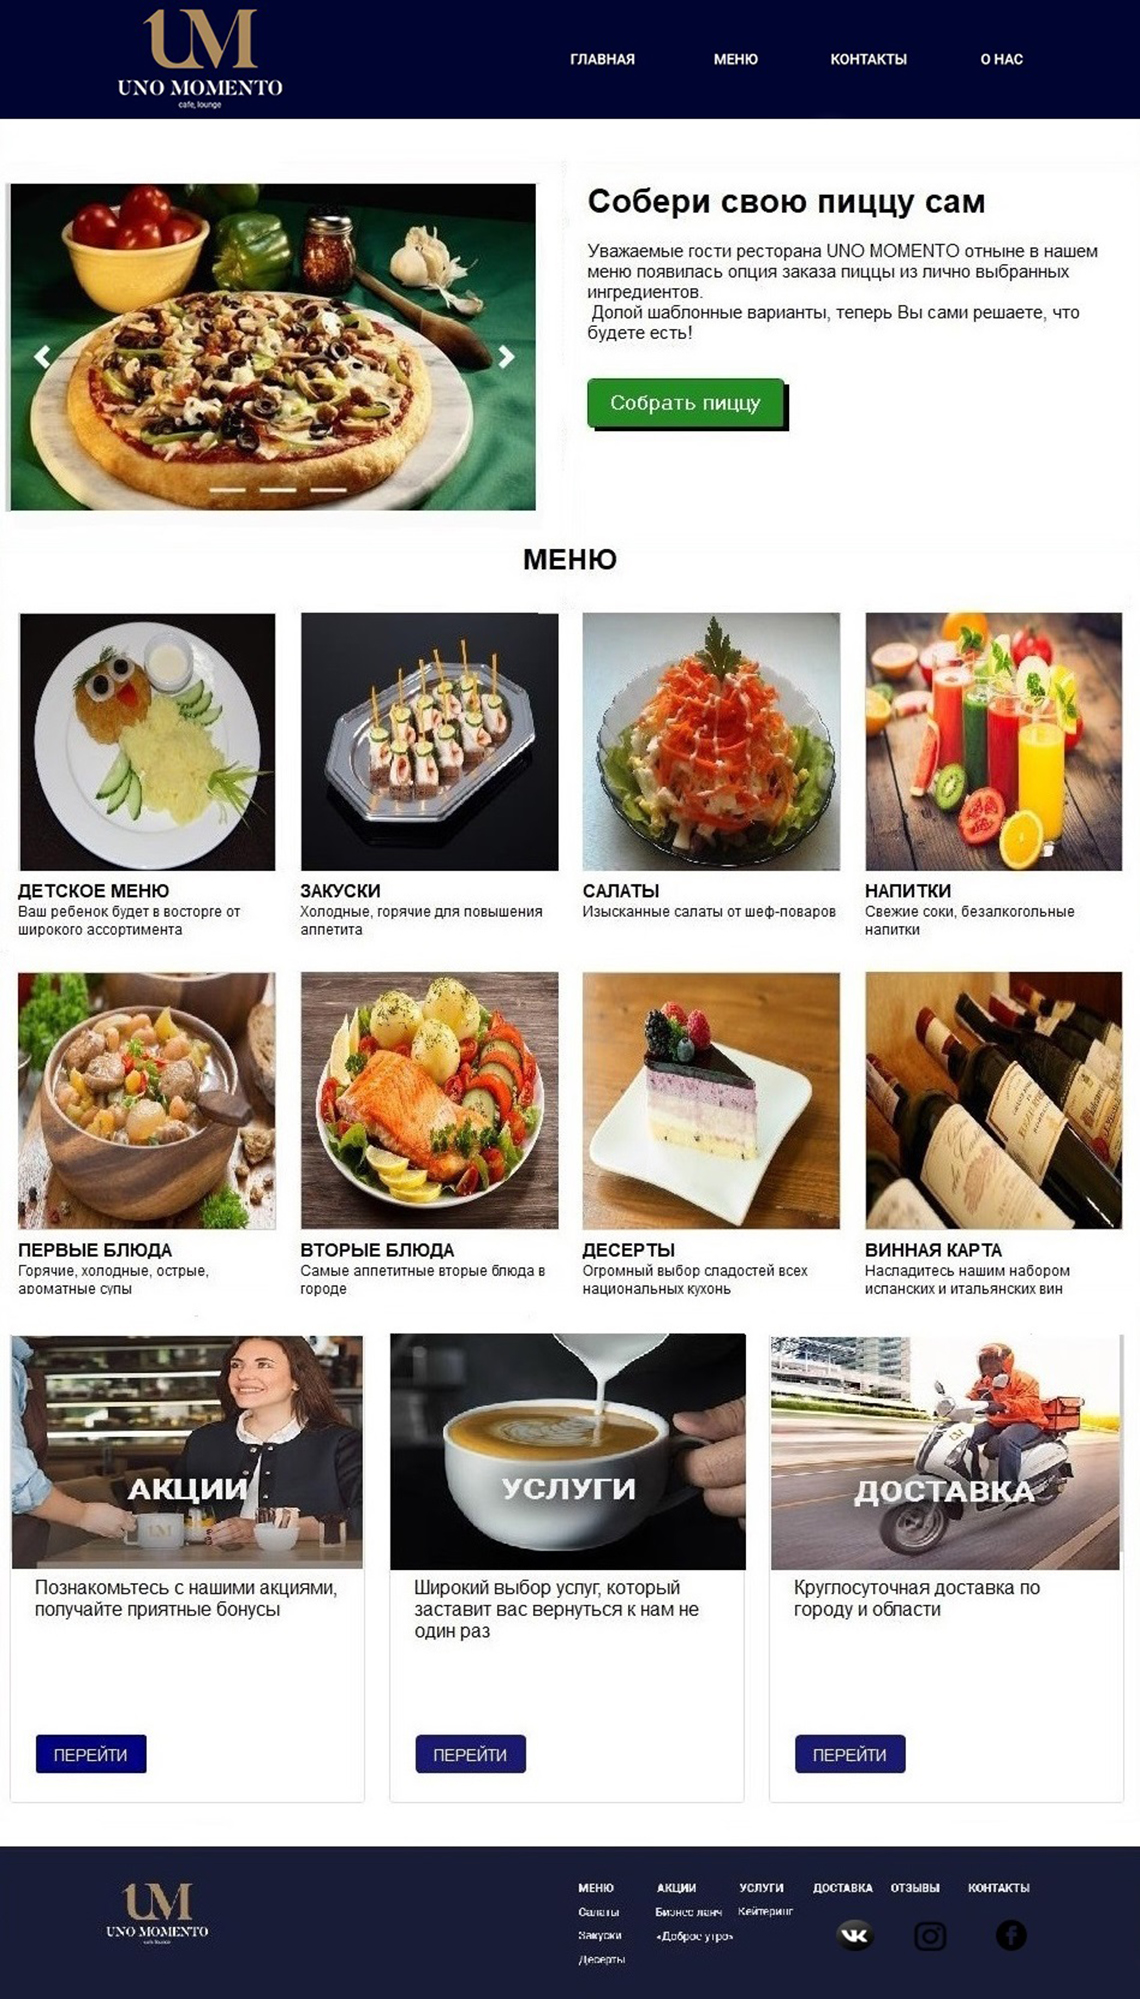 UM
UNO MOMENTO
cafe, lounge
ГЛАВНАЯ МЕНЮ КОНТАКТЫ О НАС
Собери свою пиццу сам
Уважаемые гости ресторана UNO MOMENTO отныне в нашем
меню появилась опция заказа пиццы из лично выбранных
ингредиентов.
Долой шаблонные варианты, теперь Вы сами решаете, что
будете есть!
Собрать пиццу
МЕНЮ
ДЕТСКОЕ МЕНЮ
Ваш ребенок будет в восторге от
широкого ассортимента
ЗАКУСКИ
Холодные, горячие для повышения
аппетита
САЛАТЫ
Изысканные салаты от шеф-поваров
НАПИТКИ
Свежие соки, безалкогольные
напитки
ПЕРВЫЕ БЛЮДА
Горячие, холодные, острые,
ароматные супы
ВТОРЫЕ БЛЮДА
Самые аппетитные вторые блюда в
городе
ДЕСЕРТЫ
Огромный выбор сладостей всех
национальных кухонь
ВИННАЯ КАРТА
Насладитесь нашим набором
испанских и итальянских вин
АКЦИИ
Познакомьтесь с нашими акциями,
получайте приятные бонусы
ПЕРЕЙТИ
УСЛУГИ
Широкий выбор услуг, который
заставит вас вернуться к нам не
один раз
ПЕРЕЙТИ
ДОСТАВКА
Круглосуточная доставка по
городу и области
ПЕРЕЙТИ
UM
UNO MOMENTO
МЕНЮ АКЦИИ УСЛУГИ ДОСТАВКА ОТЗЫВЫ КОНТАКТЫ
Салаты Бизнес ланч Кейтеринг
Закуски «Доброе утро»
Десерты